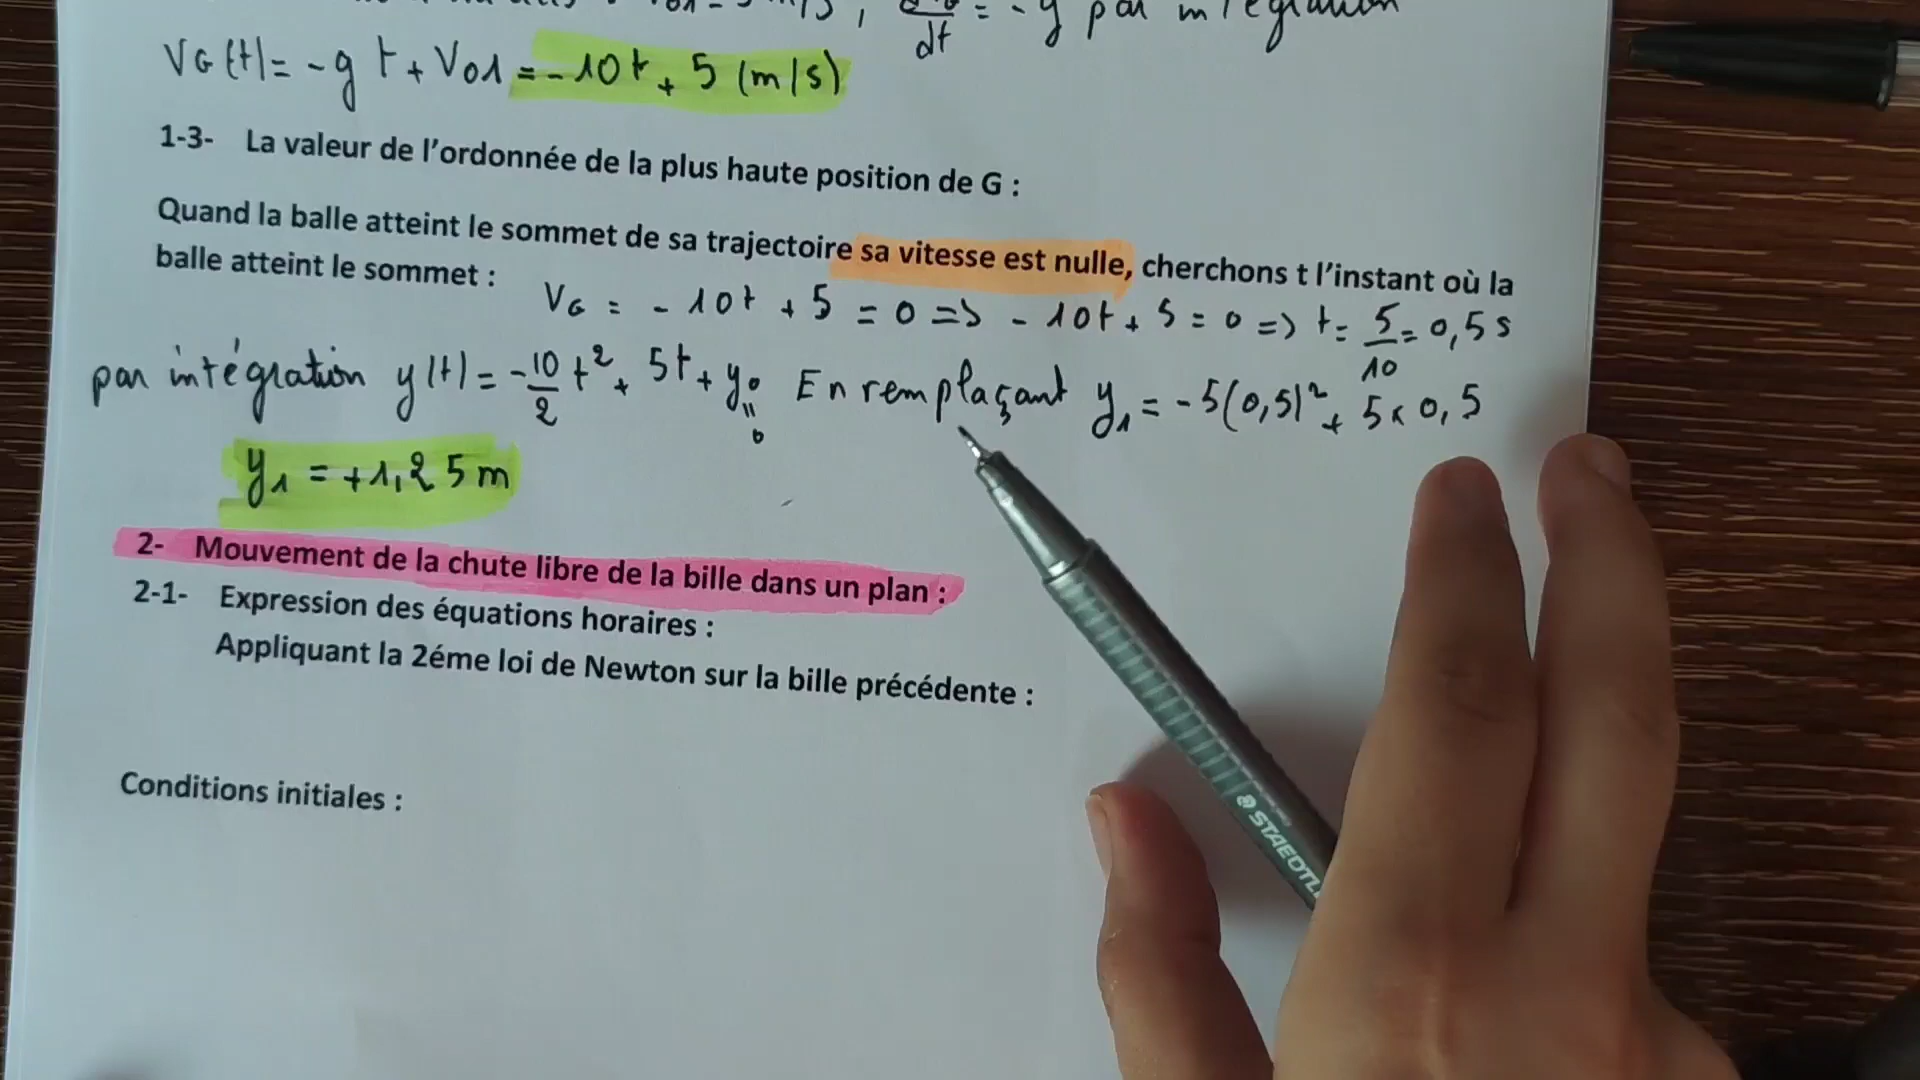 = - g par intégration
VG(t) = - g t + V01 = - 10t + 5 (m/s)
1-3- La valeur de l'ordonnée de la plus haute position de G :
Quand la balle atteint le sommet de sa trajectoire sa vitesse est nulle, cherchons t l'instant où la
balle atteint le sommet :
VG = - 10t + 5 = 0 => - 10t + 5 = 0 => t = 5/10 = 0,5 s
par intégration y(t) = - 10/2 t² + 5t + y0 En remplaçant y1 = - 5(0,5)² + 5 x 0,5
" 0
y1 = +1,25 m
2- Mouvement de la chute libre de la bille dans un plan :
2-1- Expression des équations horaires :
Appliquant la 2éme loi de Newton sur la bille précédente :
Conditions initiales :
STAEDTL